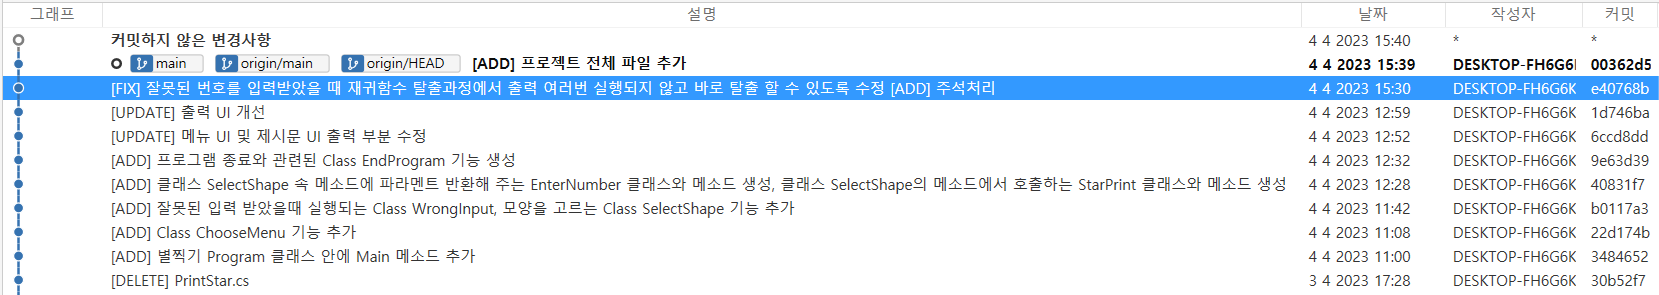 그래프 설명 날짜 작성자 커밋
커밋하지 않은 변경사항 4 4 2023 15:40 * *
main origin/main origin/HEAD [ADD] 프로젝트 전체 파일 추가 4 4 2023 15:39 DESKTOP-FH6G6I 00362d5
[FIX] 잘못된 번호를 입력받았을 때 재귀함수 탈출과정에서 출력 여러번 실행되지 않고 바로 탈출 할 수 있도록 수정 [ADD] 주석처리 4 4 2023 15:30 DESKTOP-FH6G6K e40768b
[UPDATE] 출력 UI 개선 4 4 2023 12:59 DESKTOP-FH6G6K 1d746ba
[UPDATE] 메뉴 UI 및 제시문 UI 출력 부분 수정 4 4 2023 12:52 DESKTOP-FH6G6K 6ccd8dd
[ADD] 프로그램 종료와 관련된 Class EndProgram 기능 생성 4 4 2023 12:32 DESKTOP-FH6G6K 9e63d39
[ADD] 클래스 SelectShape 속 메소드에 파라멘트 반환해 주는 EnterNumber 클래스와 메소드 생성, 클래스 SelectShape의 메소드에서 호출하는 StarPrint 클래스와 메소드 생성 4 4 2023 12:28 DESKTOP-FH6G6K 40831f7
[ADD] 잘못된 입력 받았을때 실행되는 Class WrongInput, 모양을 고르는 Class SelectShape 기능 추가 4 4 2023 11:42 DESKTOP-FH6G6K b0117a3
[ADD] Class ChooseMenu 기능 추가 4 4 2023 11:08 DESKTOP-FH6G6K 22d174b
[ADD] 별찍기 Program 클래스 안에 Main 메소드 추가 4 4 2023 11:00 DESKTOP-FH6G6K 3484652
[DELETE] PrintStar.cs 3 4 2023 17:28 DESKTOP-FH6G6K 30b52f7